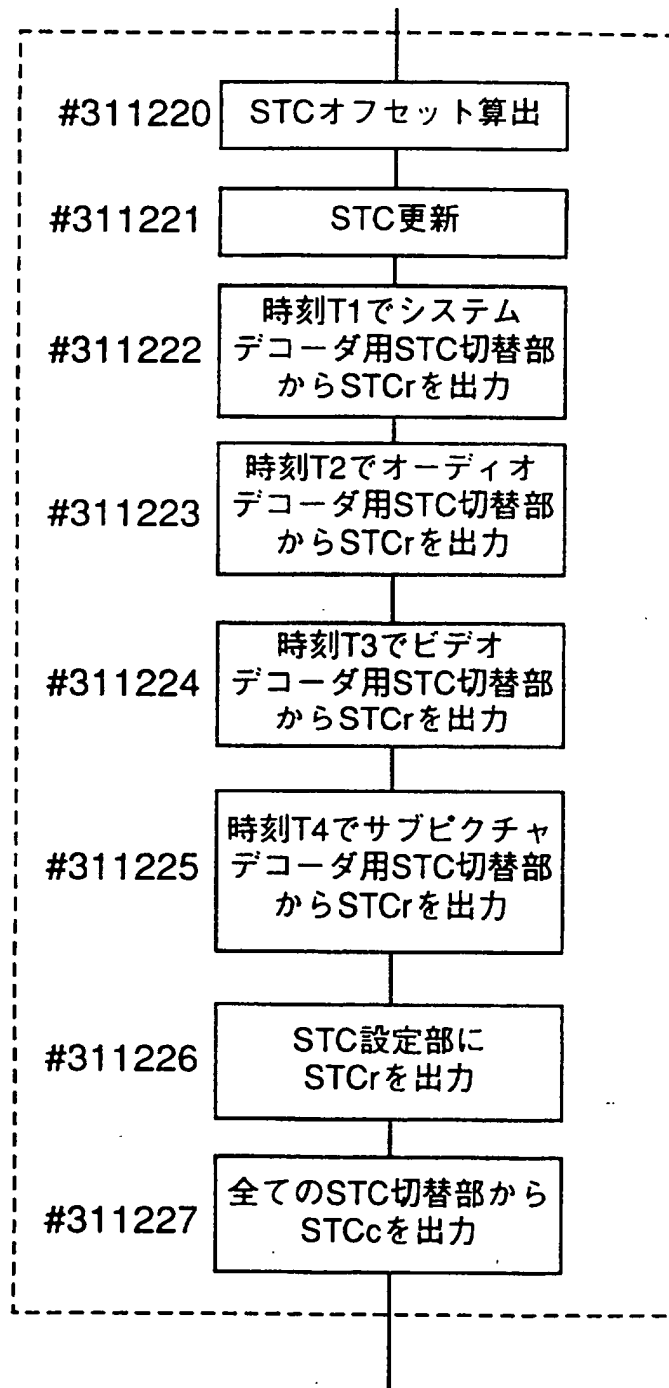 #311220
STCオフセット算出
#311221
STC更新
#311222
時刻T1でシステム
デコーダ用STC切替部
からSTCrを出力
#311223
時刻T2でオーディオ
デコーダ用STC切替部
からSTCrを出力
#311224
時刻T3でビデオ
デコーダ用STC切替部
からSTCrを出力
#311225
時刻T4でサブピクチャ
デコーダ用STC切替部
からSTCrを出力
#311226
STC設定部に
STCrを出力
#311227
全てのSTC切替部から
STCcを出力